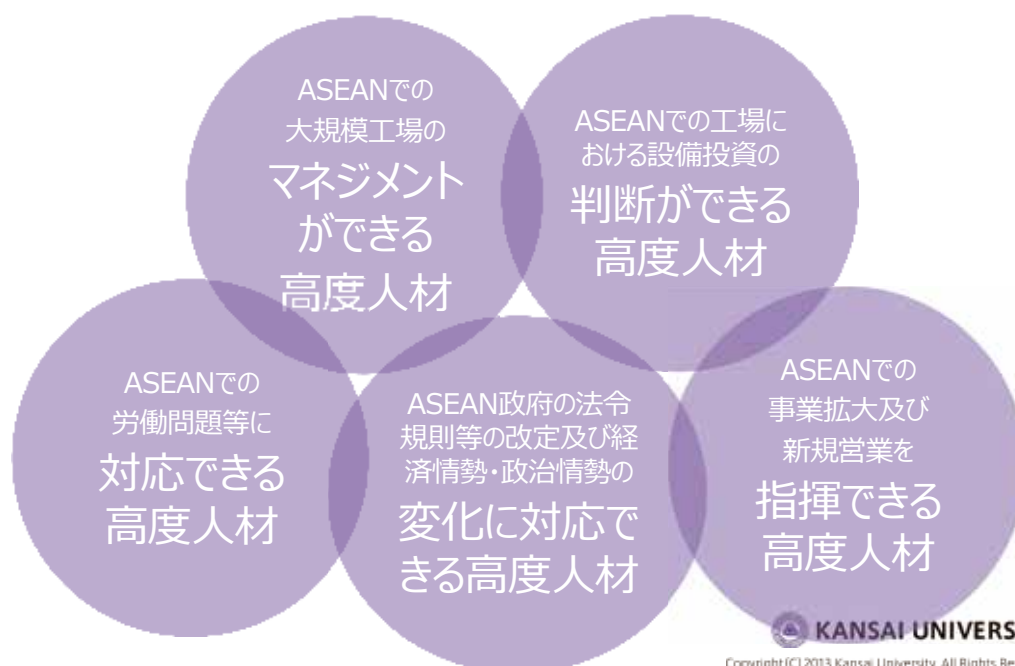 ASEANでの
大規模工場の
マネジメント
ができる
高度人材
ASEANでの工場に
おける設備投資の
判断ができる
高度人材
ASEANでの
労働問題等に
対応できる
高度人材
ASEAN政府の法令
規則等の改定及び経
済情勢・政治情勢の
変化に対応で
きる高度人材
ASEANでの
事業拡大及び
新規営業を
指揮できる
高度人材
KANSAI UNIVERS
Copyright(C) 2013 Kansai University. All Rights Re